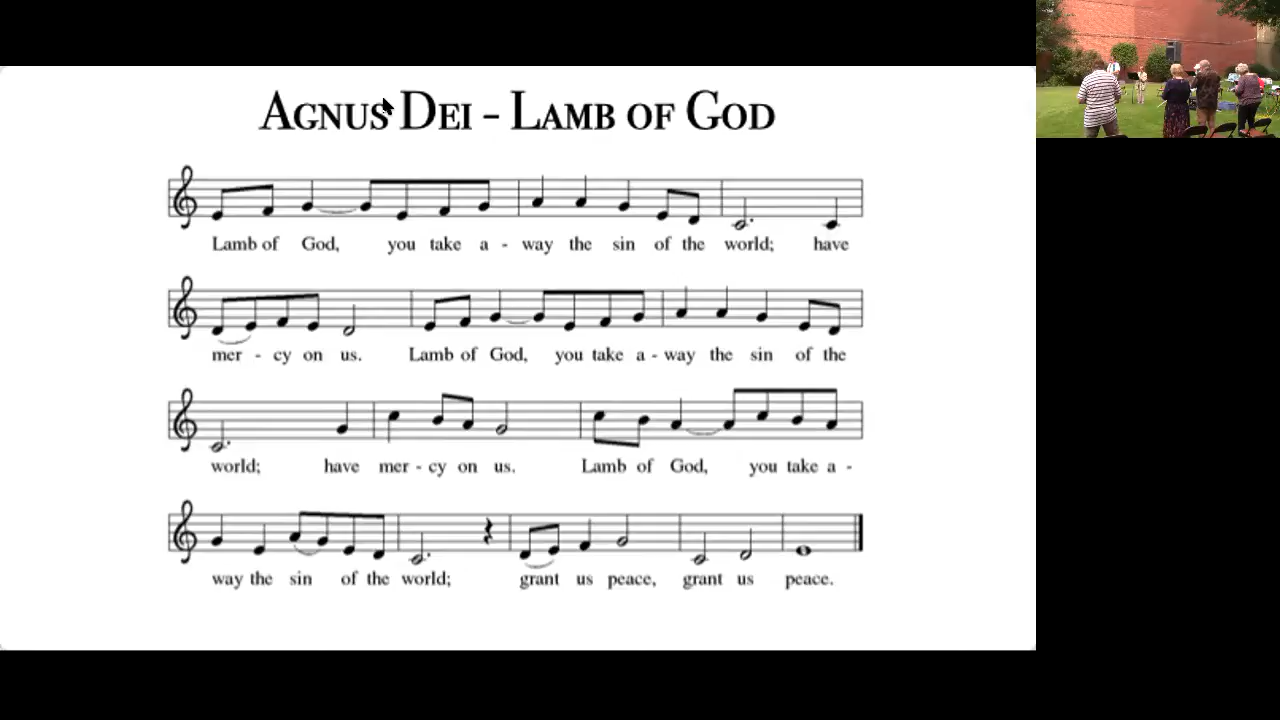 AGNUS DEI – LAMB OF GOD
Lamb of God, you take a - way the sin of the world; have
mer - cy on us. Lamb of God, you take a - way the sin of the
world; have mer - cy on us. Lamb of God, you take a -
way the sin of the world; grant us peace, grant us peace.